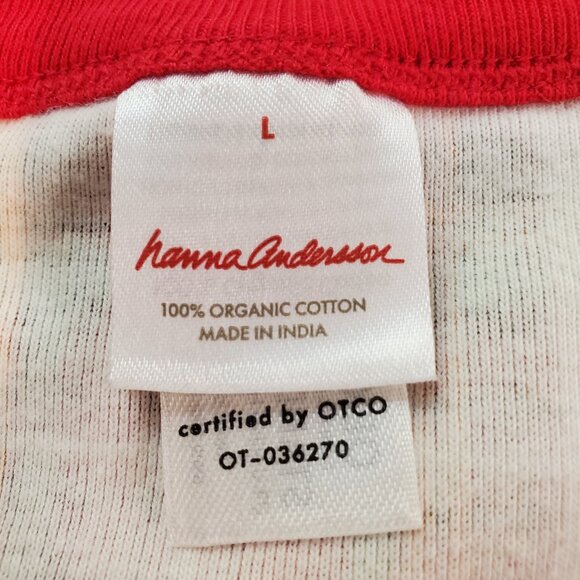 L
hanna Andersson
100% ORGANIC COTTON
MADE IN INDIA
certified by OTCO
OT-036270